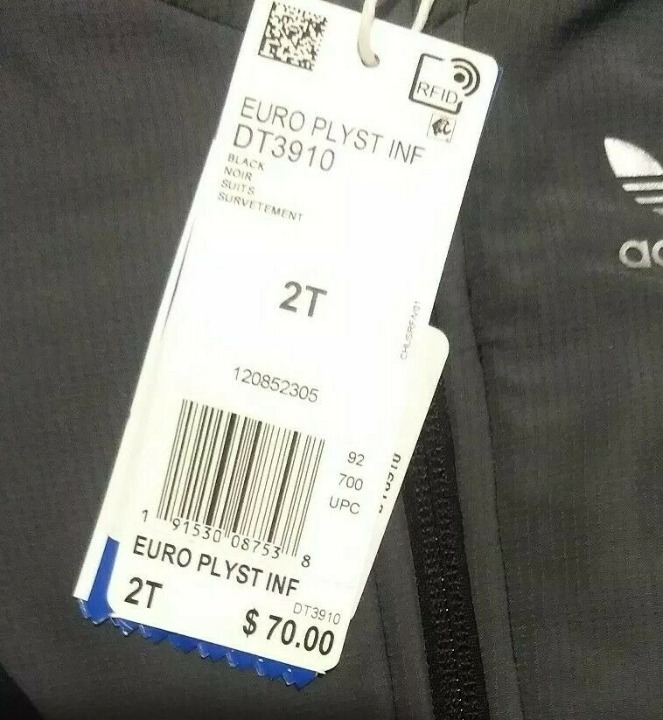 RFID
EURO PLYST INF
DT3910
BLACK
NOIR
SUITS
SURVETEMENT
2T
120852305
92
700
UPC
1 91530 08753 8
EURO PLYST INF
2T
DT3910
$ 70.00